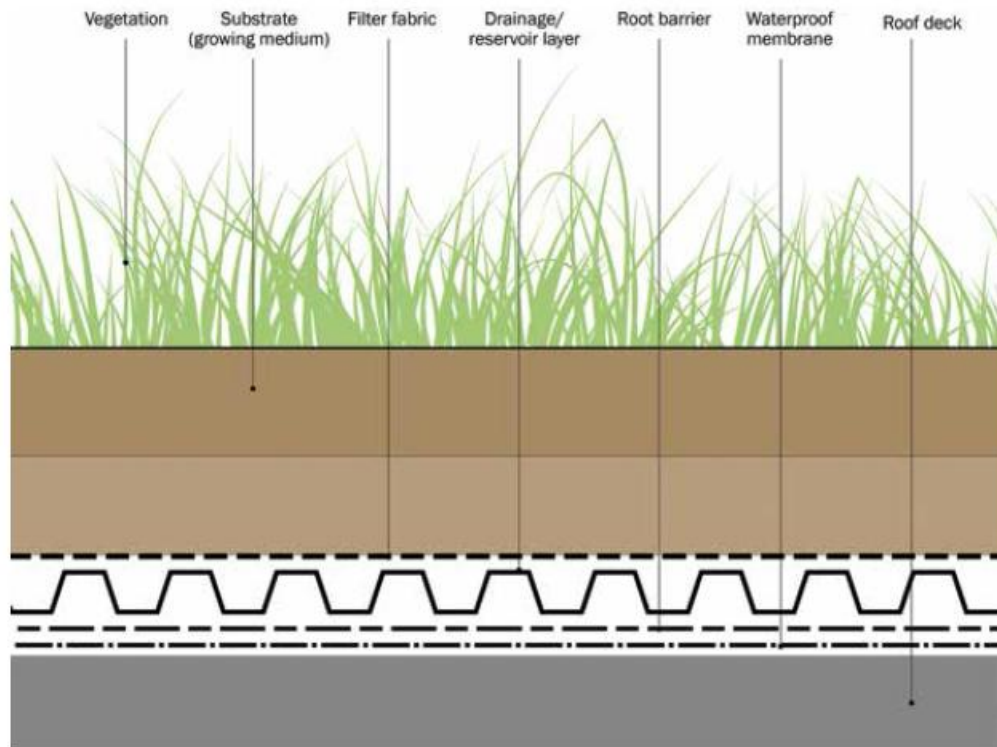 Vegetation
Substrate
(growing medium)
Filter fabric
Drainage/
reservoir layer
Root barrier
Waterproof
membrane
Roof deck